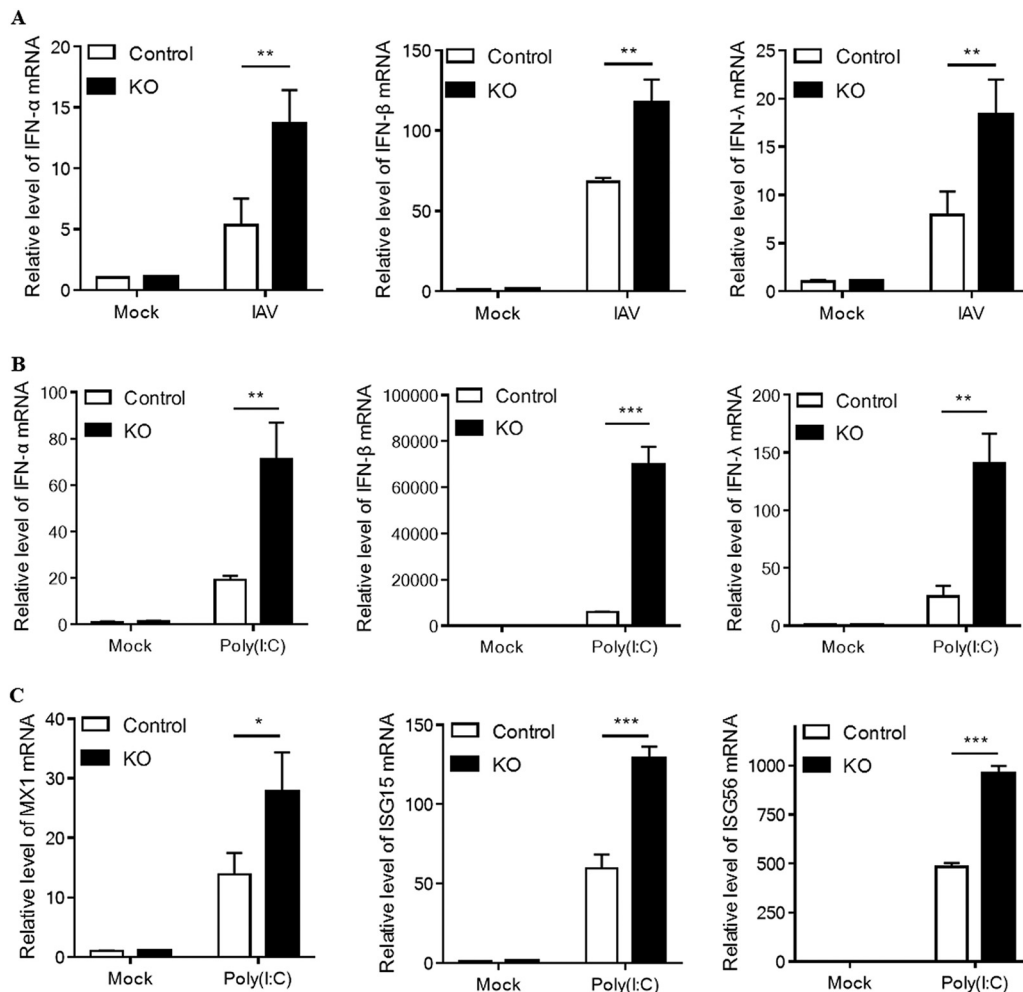 A
Relative level of IFN-α mRNA
20
15
10
5
0
Control
KO
**
Mock
IAV
Relative level of IFN-β mRNA
150
100
50
0
Control
KO
**
Mock
IAV
Relative level of IFN-λ mRNA
25
20
15
10
5
0
Control
KO
**
Mock
IAV
B
Relative level of IFN-α mRNA
100
80
60
40
20
0
Control
KO
**
Mock
Poly(I:C)
Relative level of IFN-β mRNA
100000
80000
60000
40000
20000
0
Control
KO
***
Mock
Poly(I:C)
Relative level of IFN-λ mRNA
200
150
100
50
0
Control
KO
**
Mock
Poly(I:C)
C
Relative level of MX1 mRNA
40
30
20
10
0
Control
KO
*
Mock
Poly(I:C)
Relative level of ISG15 mRNA
150
100
50
0
Control
KO
***
Mock
Poly(I:C)
Relative level of ISG56 mRNA
1000
750
500
250
0
Control
KO
***
Mock
Poly(I:C)